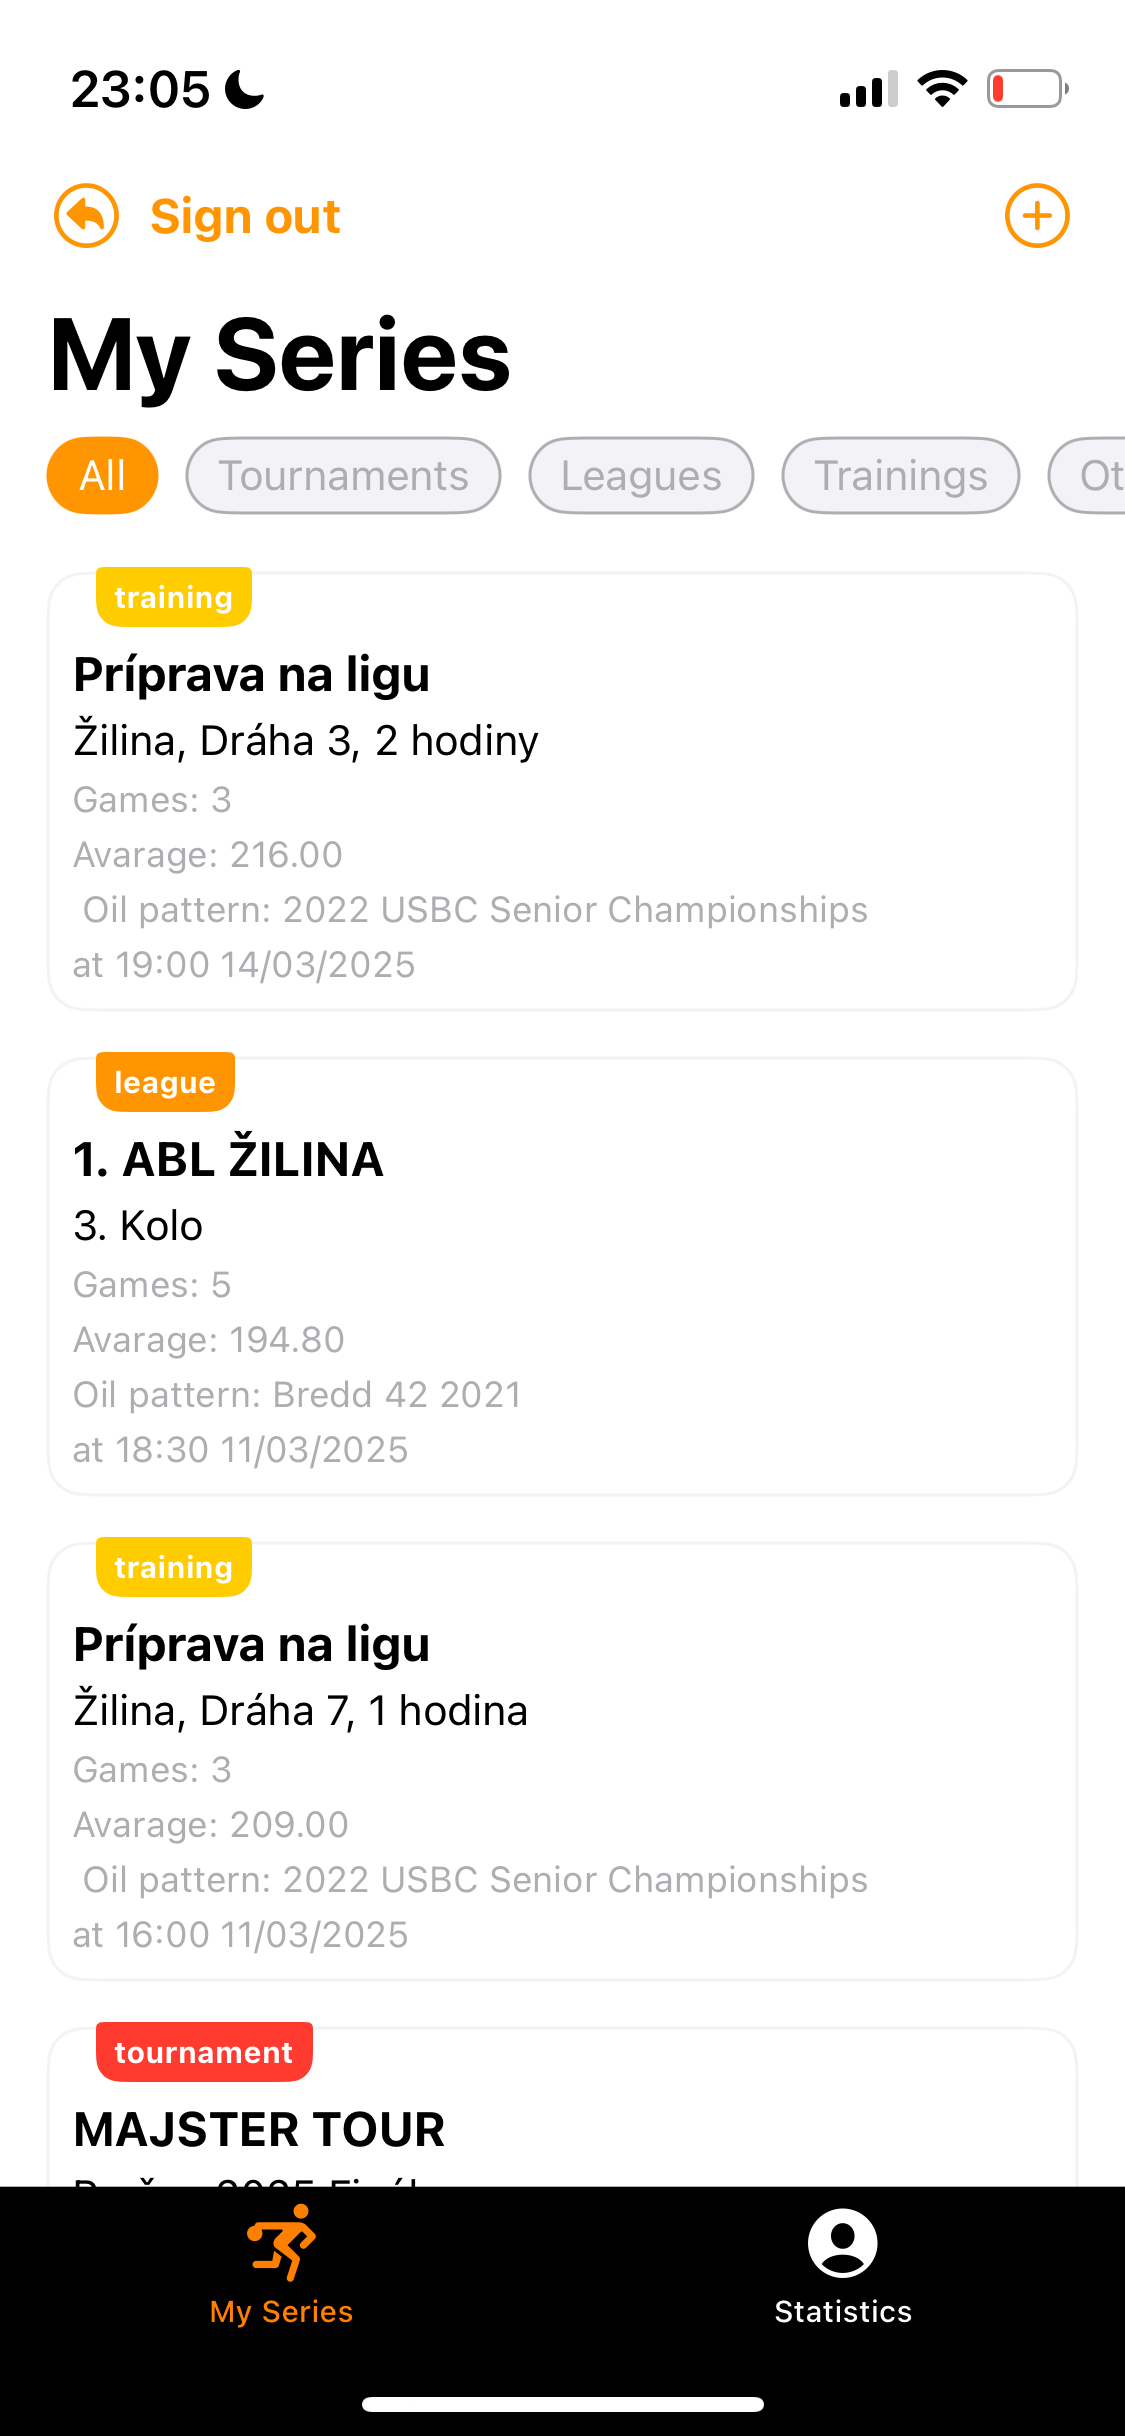 23:05
Sign out
My Series
All Tournaments Leagues Trainings
training
Príprava na ligu
Žilina, Dráha 3, 2 hodiny
Games: 3
Avarage: 216.00
Oil pattern: 2022 USBC Senior Championships
at 19:00 14/03/2025
league
1. ABL ŽILINA
3. Kolo
Games: 5
Avarage: 194.80
Oil pattern: Bredd 42 2021
at 18:30 11/03/2025
training
Príprava na ligu
Žilina, Dráha 7, 1 hodina
Games: 3
Avarage: 209.00
Oil pattern: 2022 USBC Senior Championships
at 16:00 11/03/2025
tournament
MAJSTER TOUR
My Series
Statistics